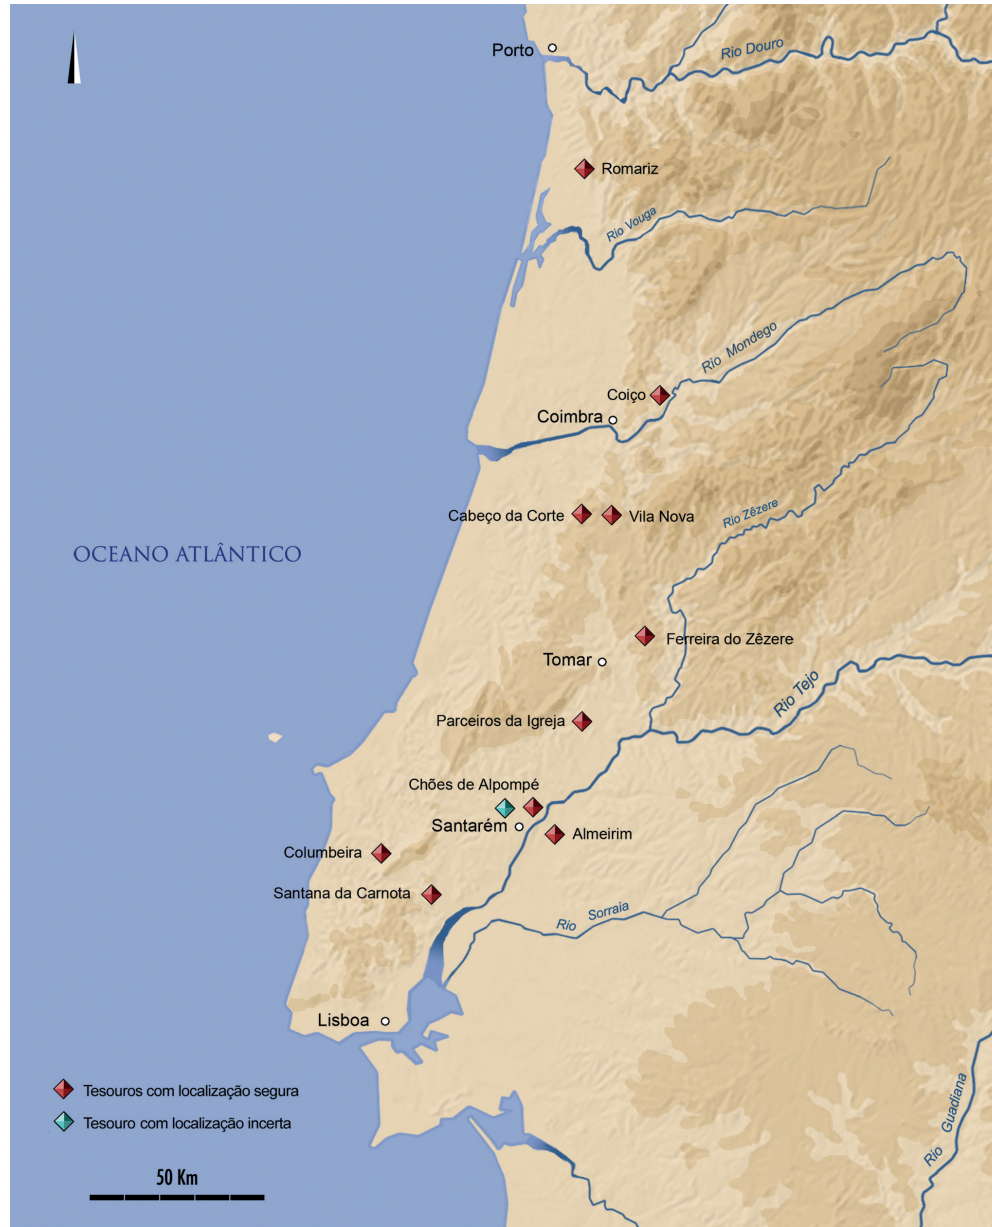 Porto
Rio Douro
Romariz
Rio Vouga
Rio Mondego
Coiço
Coimbra
Cabeço da Corte
Vila Nova
Rio Zêzere
OCEANO ATLÂNTICO
Ferreira do Zêzere
Tomar
Rio Tejo
Parceiros da Igreja
Chões de Alpompé
Santarém
Almeirim
Columbeira
Santana da Carnota
Rio Sorraia
Lisboa
Rio Guadiana
Tesouros com localização segura
Tesouro com localização incerta
50 Km